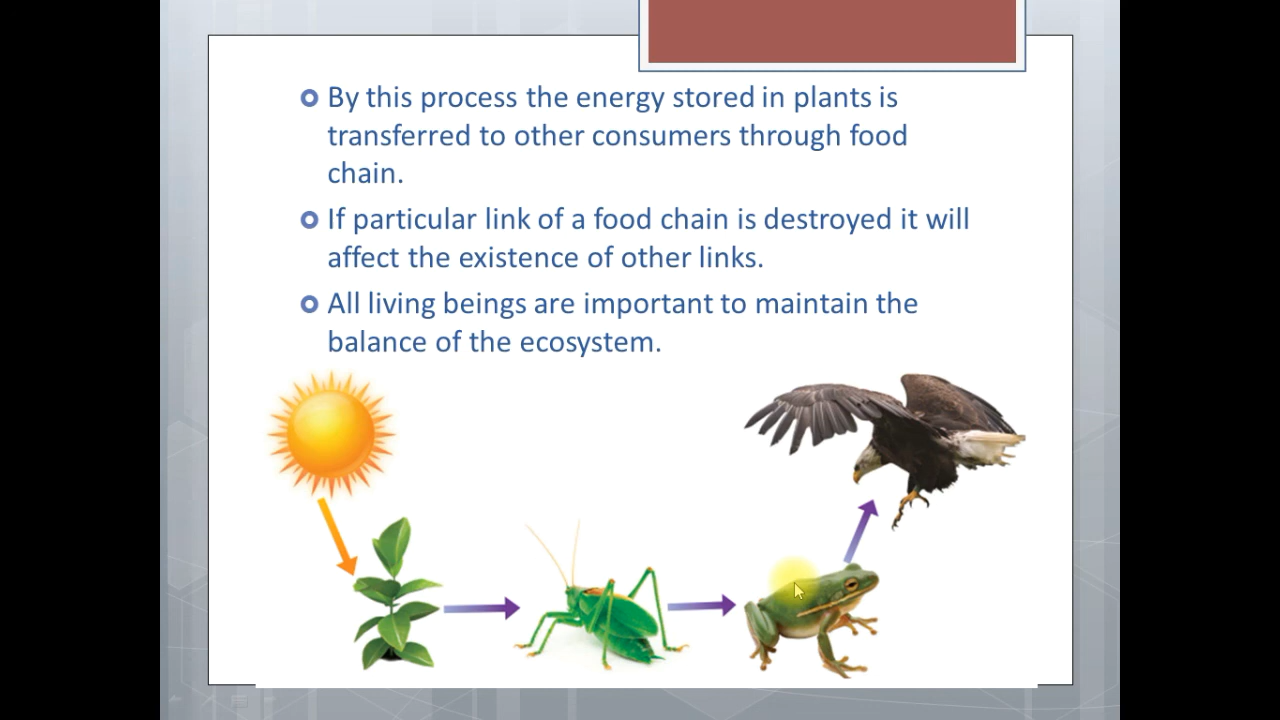 By this process the energy stored in plants is
transferred to other consumers through food
chain.
If particular link of a food chain is destroyed it will
affect the existence of other links.
All living beings are important to maintain the
balance of the ecosystem.